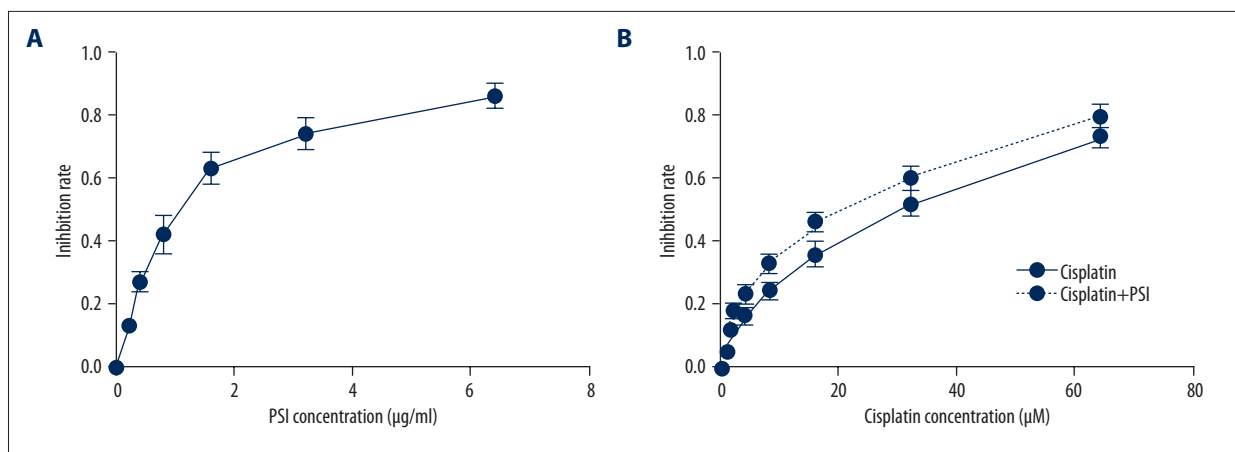 A
1.0
0.8
0.6
0.4
0.2
0.0
Inihbition rate
0 2 4 6 8
PSI concentration (µg/ml)
B
1.0
0.8
0.6
0.4
0.2
0.0
Inihbition rate
0 20 40 60 80
Cisplatin concentration (µM)
Cisplatin
Cisplatin+PSI